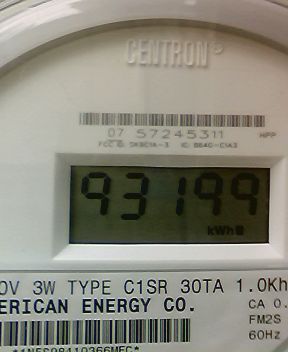 CENTRON®
07 57245311 HPP
93199
kWh
0V 3W TYPE C1SR 30TA 1.0Kh
ERICAN ENERGY CO. CA 0.
FM2S
60Hz